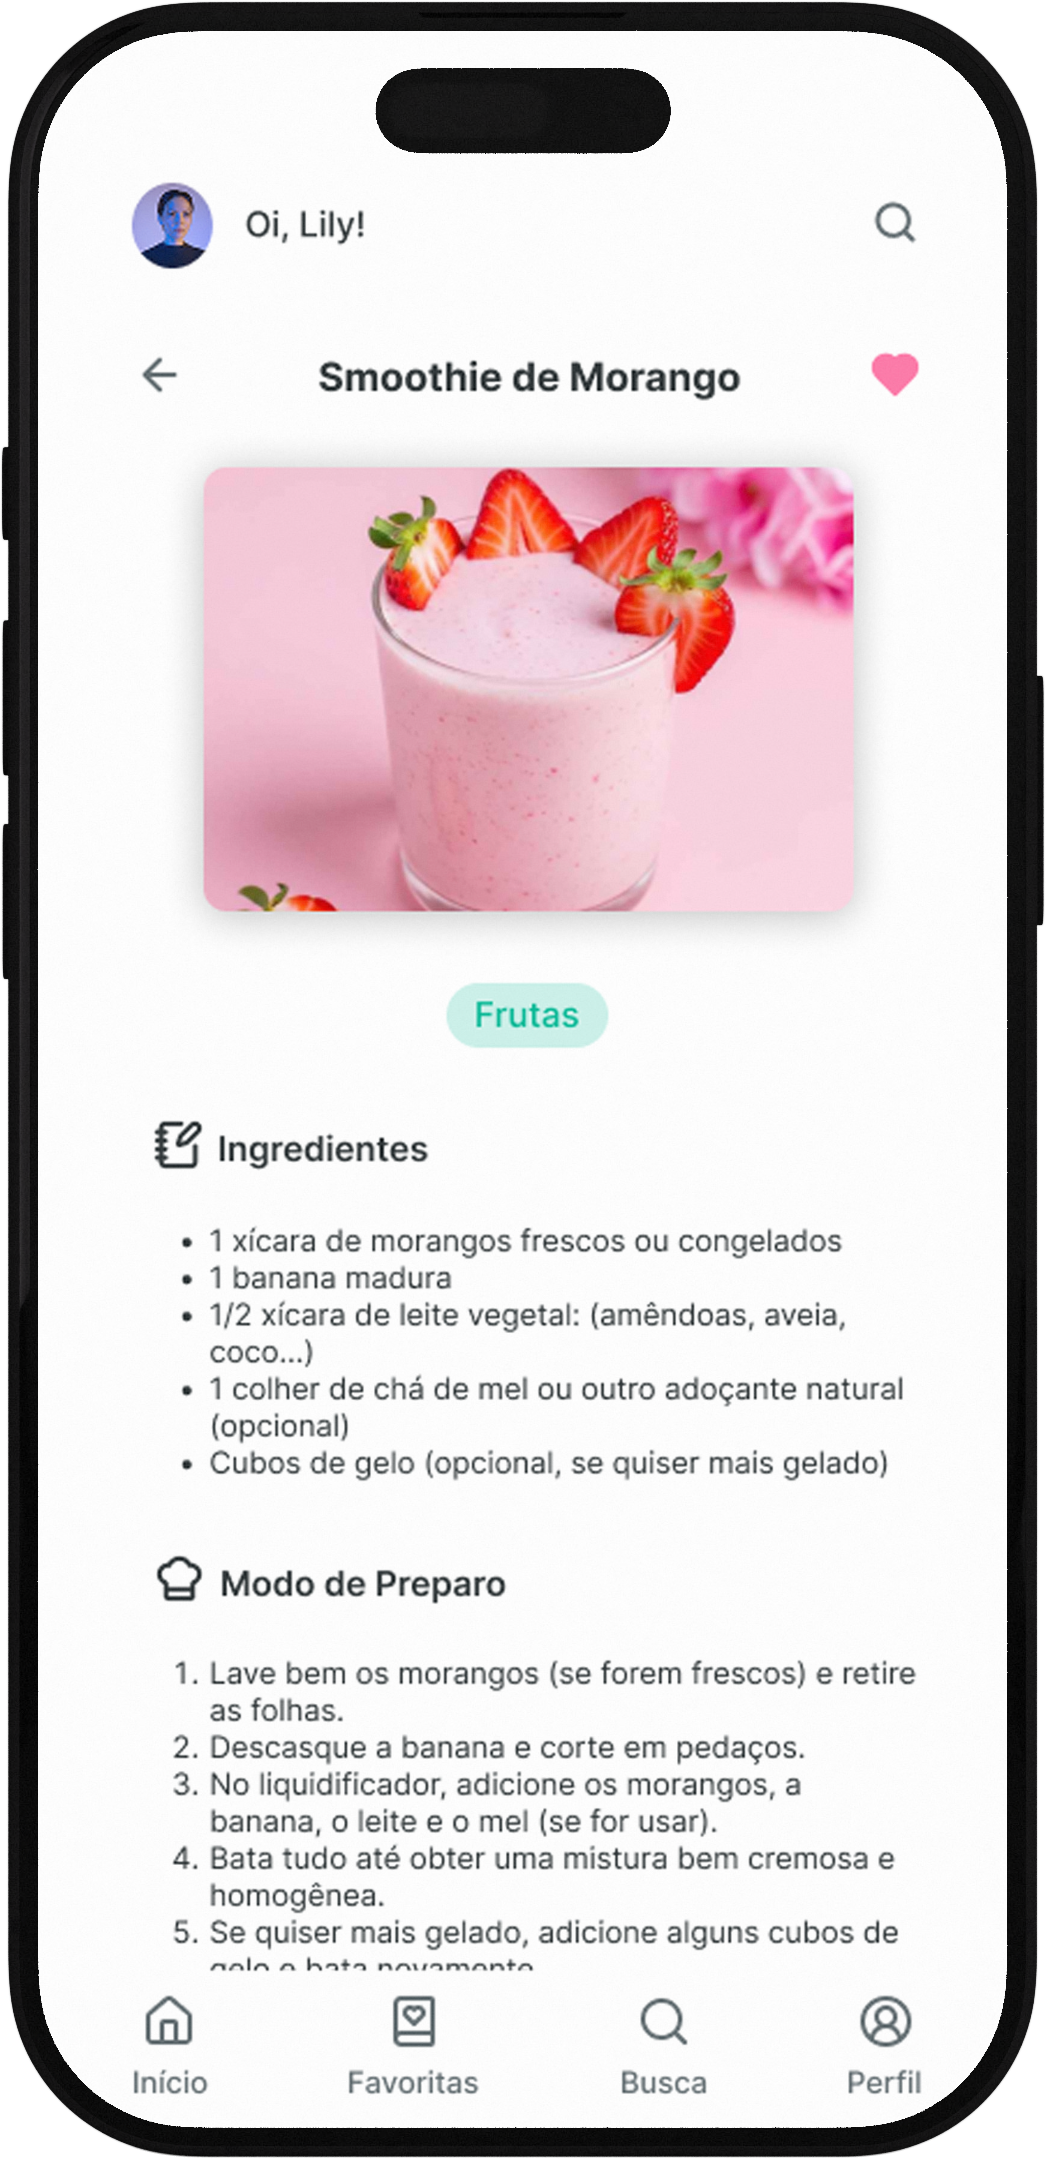 Oi, Lily!
Smoothie de Morango
Frutas
Ingredientes
• 1 xícara de morangos frescos ou congelados
• 1 banana madura
• 1/2 xícara de leite vegetal: (amêndoas, aveia,
coco...)
• 1 colher de chá de mel ou outro adoçante natural
(opcional)
• Cubos de gelo (opcional, se quiser mais gelado)
Modo de Preparo
1. Lave bem os morangos (se forem frescos) e retire
as folhas.
2. Descasque a banana e corte em pedaços.
3. No liquidificador, adicione os morangos, a
banana, o leite e o mel (se for usar).
4. Bata tudo até obter uma mistura bem cremosa e
homogênea.
5. Se quiser mais gelado, adicione alguns cubos de
gelo e bata novamente
Início
Favoritas
Busca
Perfil